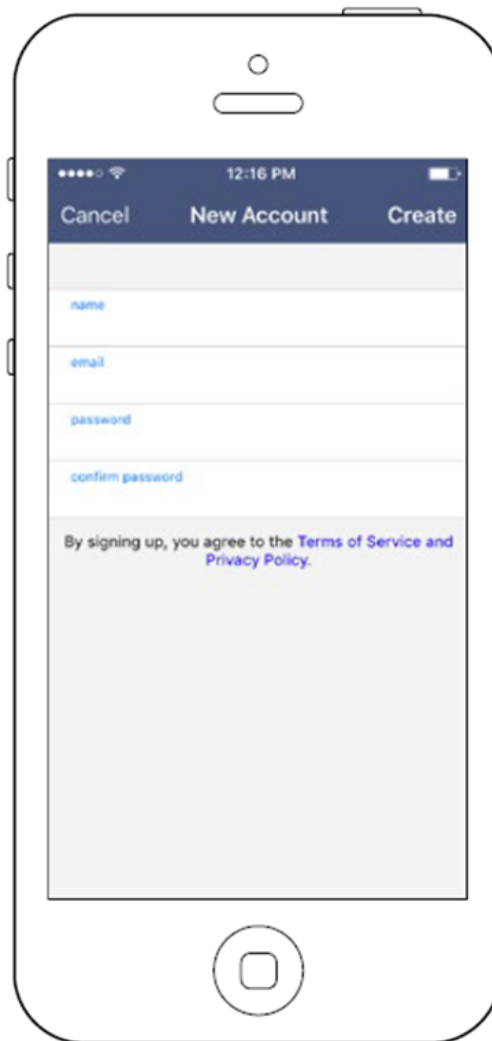 12:16 PM
Cancel New Account Create
name
email
password
confirm password
By signing up, you agree to the Terms of Service and
Privacy Policy.